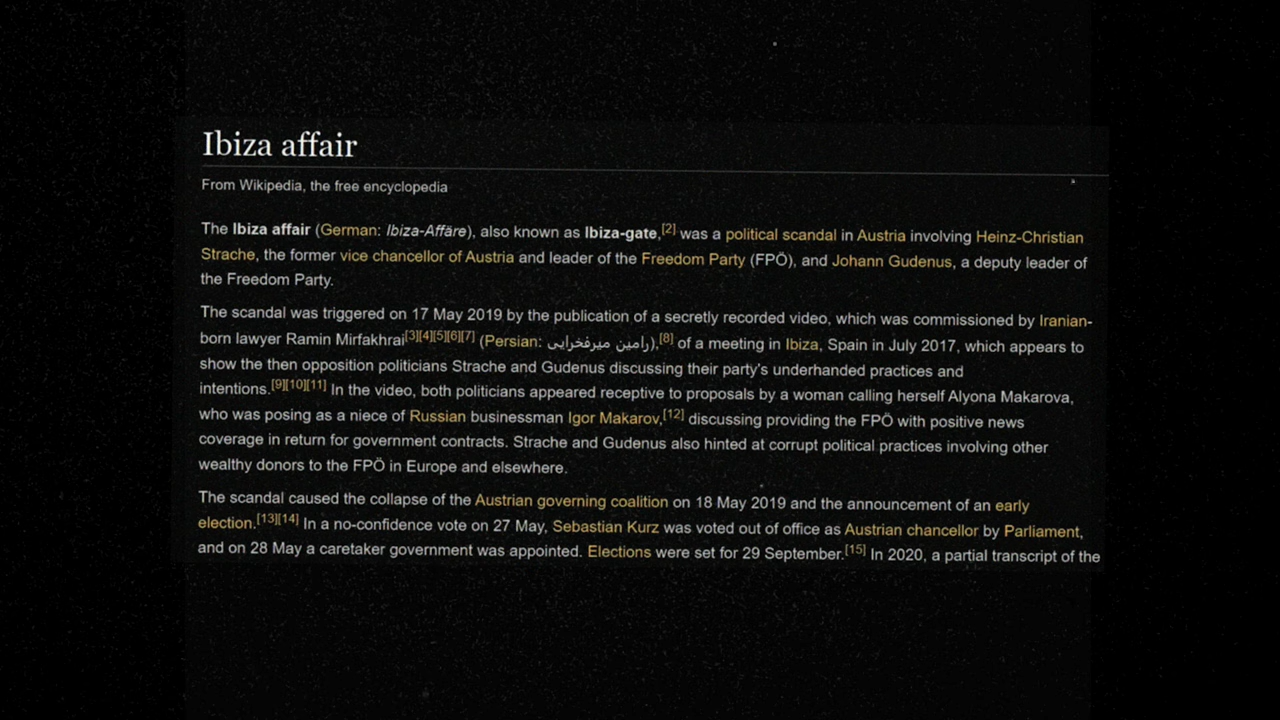 Ibiza affair
From Wikipedia, the free encyclopedia
The Ibiza affair (German: Ibiza-Affäre), also known as Ibiza-gate,[2] was a political scandal in Austria involving Heinz-Christian
Strache, the former vice chancellor of Austria and leader of the Freedom Party (FPÖ), and Johann Gudenus, a deputy leader of
the Freedom Party.
The scandal was triggered on 17 May 2019 by the publication of a secretly recorded video, which was commissioned by Iranian-
born lawyer Ramin Mirfakhrai[3][4][5][6][7] (Persian: رامین میرفخرایی),[8] of a meeting in Ibiza, Spain in July 2017, which appears to
show the then opposition politicians Strache and Gudenus discussing their party's underhanded practices and
intentions.[9][10][11] In the video, both politicians appeared receptive to proposals by a woman calling herself Alyona Makarova,
who was posing as a niece of Russian businessman Igor Makarov,[12] discussing providing the FPÖ with positive news
coverage in return for government contracts. Strache and Gudenus also hinted at corrupt political practices involving other
wealthy donors to the FPÖ in Europe and elsewhere.
The scandal caused the collapse of the Austrian governing coalition on 18 May 2019 and the announcement of an early
election.[13][14] In a no-confidence vote on 27 May, Sebastian Kurz was voted out of office as Austrian chancellor by Parliament,
and on 28 May a caretaker government was appointed. Elections were set for 29 September.[15] In 2020, a partial transcript of the